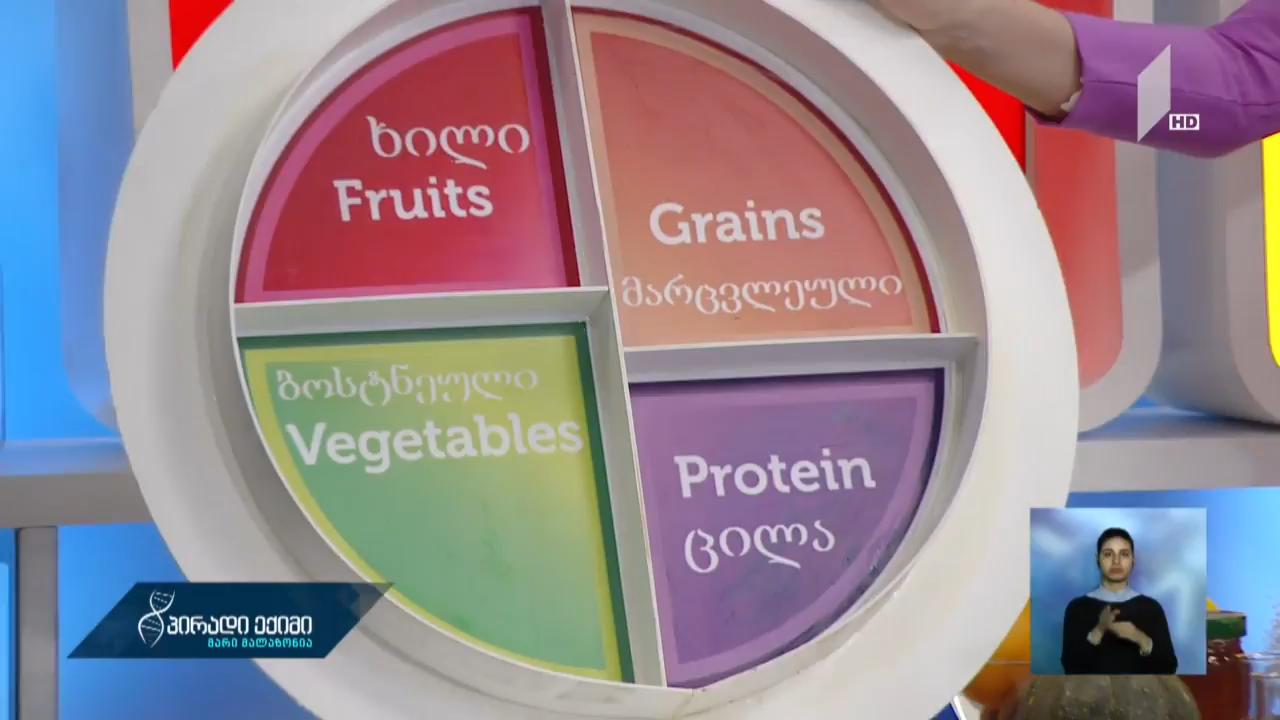 ხილი
Fruits
Grains
მარცვლეული
ბოსტნეული
Vegetables
Protein
ცილა
HD
პირადი ექიმი
მარი მალაზონია